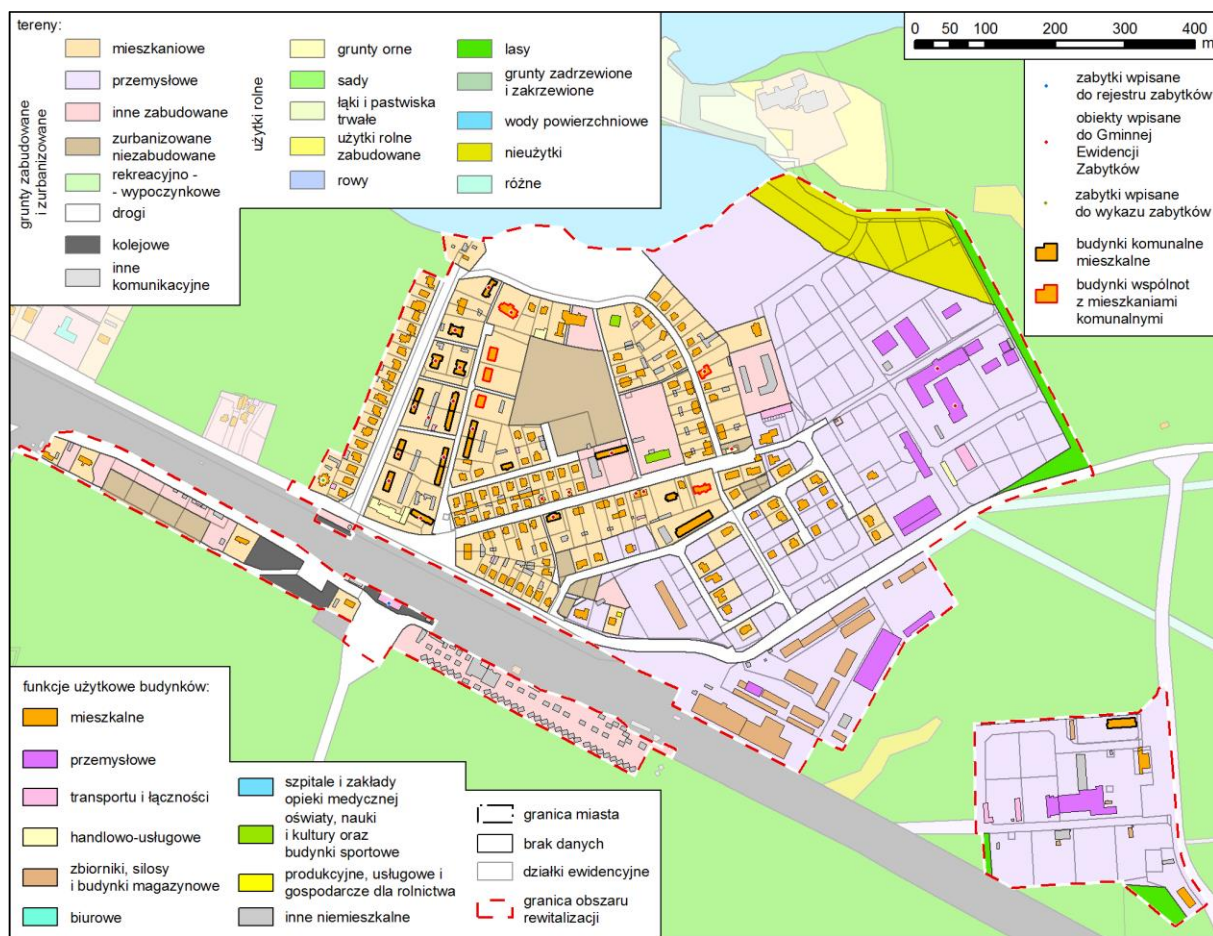 tereny:
grunty zabudowane
i zurbanizowane
mieszkaniowe
przemysłowe
inne zabudowane
zurbanizowane
niezabudowane
rekreacyjno -
- wypoczynkowe
drogi
kolejowe
inne
komunikacyjne
użytki rolne
grunty orne
sady
łąki i pastwiska
trwałe
użytki rolne
zabudowane
rowy
lasy
grunty zadrzewione
i zakrzewione
wody powierzchniowe
nieużytki
różne
0 50 100 200 300 400
m
zabytki wpisane
do rejestru zabytków
obiekty wpisane
do Gminnej
Ewidencji
Zabytków
zabytki wpisane
do wykazu zabytków
budynki komunalne
mieszkalne
budynki wspólnot
z mieszkaniami
komunalnymi
funkcje użytkowe budynków:
mieszkalne
przemysłowe
transportu i łączności
handlowo-usługowe
zbiorniki, silosy
i budynki magazynowe
biurowe
szpitale i zakłady
opieki medycznej
oświaty, nauki
i kultury oraz
budynki sportowe
produkcyjne, usługowe i
gospodarcze dla rolnictwa
inne niemieszkalne
granica miasta
brak danych
działki ewidencyjne
granica obszaru
rewitalizacji